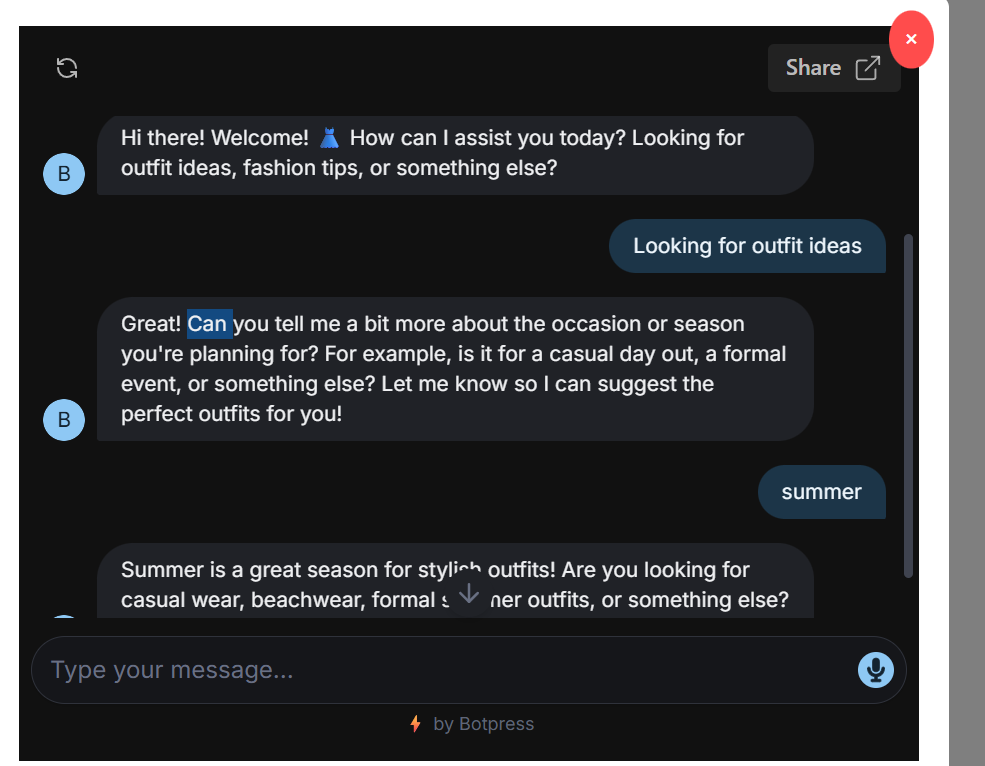 Share
×
Hi there! Welcome! 👗 How can I assist you today? Looking for
outfit ideas, fashion tips, or something else?
B
Looking for outfit ideas
Great! Can you tell me a bit more about the occasion or season
you're planning for? For example, is it for a casual day out, a formal
event, or something else? Let me know so I can suggest the
perfect outfits for you!
B
summer
Summer is a great season for stylish outfits! Are you looking for
casual wear, beachwear, formal summer outfits, or something else?
Type your message...
by Botpress